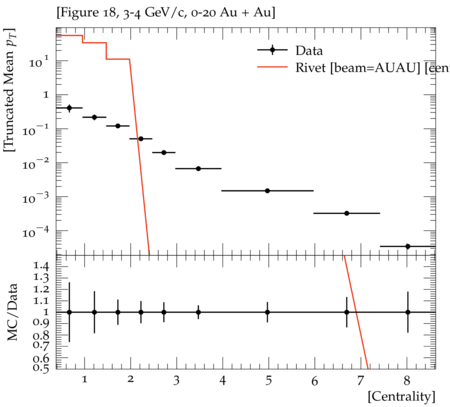 [Figure 18, 3-4 GeV/c, 0-20 Au + Au]
[Truncated Mean p_T]
Data
Rivet [beam=AUAU] [cen
10^1
1
10^−1
10^−2
10^−3
10^−4
MC/Data
1.4
1.3
1.2
1.1
1
0.9
0.8
0.7
0.6
0.5
1 2 3 4 5 6 7 8
[Centrality]